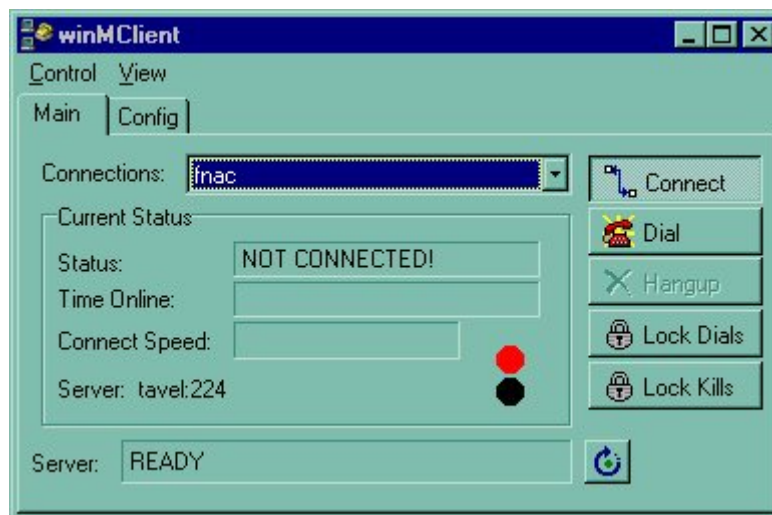 winMClient
Control View
Main Config
Connections: fnac
Connect
Current Status
Dial
Status: NOT CONNECTED!
Time Online:
Hangup
Connect Speed:
Lock Dials
Server: tavel:224
Lock Kills
Server: READY